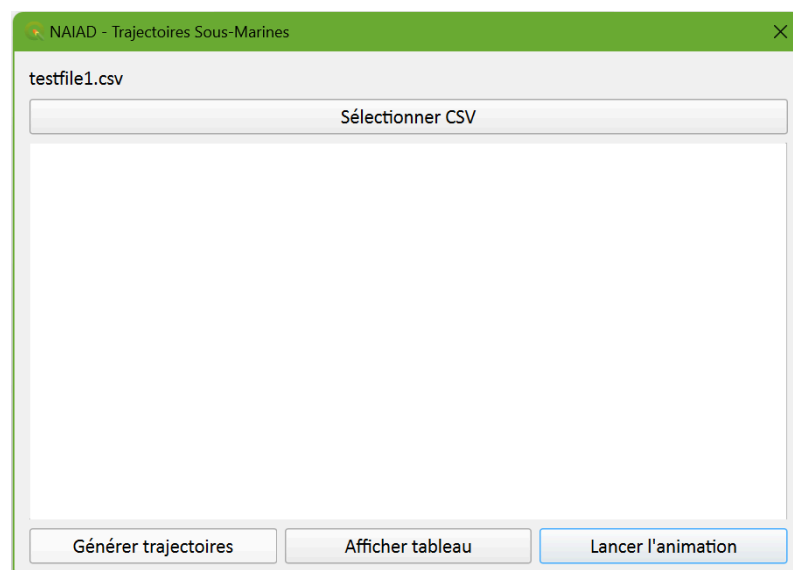 NAIAD - Trajectoires Sous-Marines
testfile1.csv
Sélectionner CSV
Générer trajectoires Afficher tableau Lancer l'animation